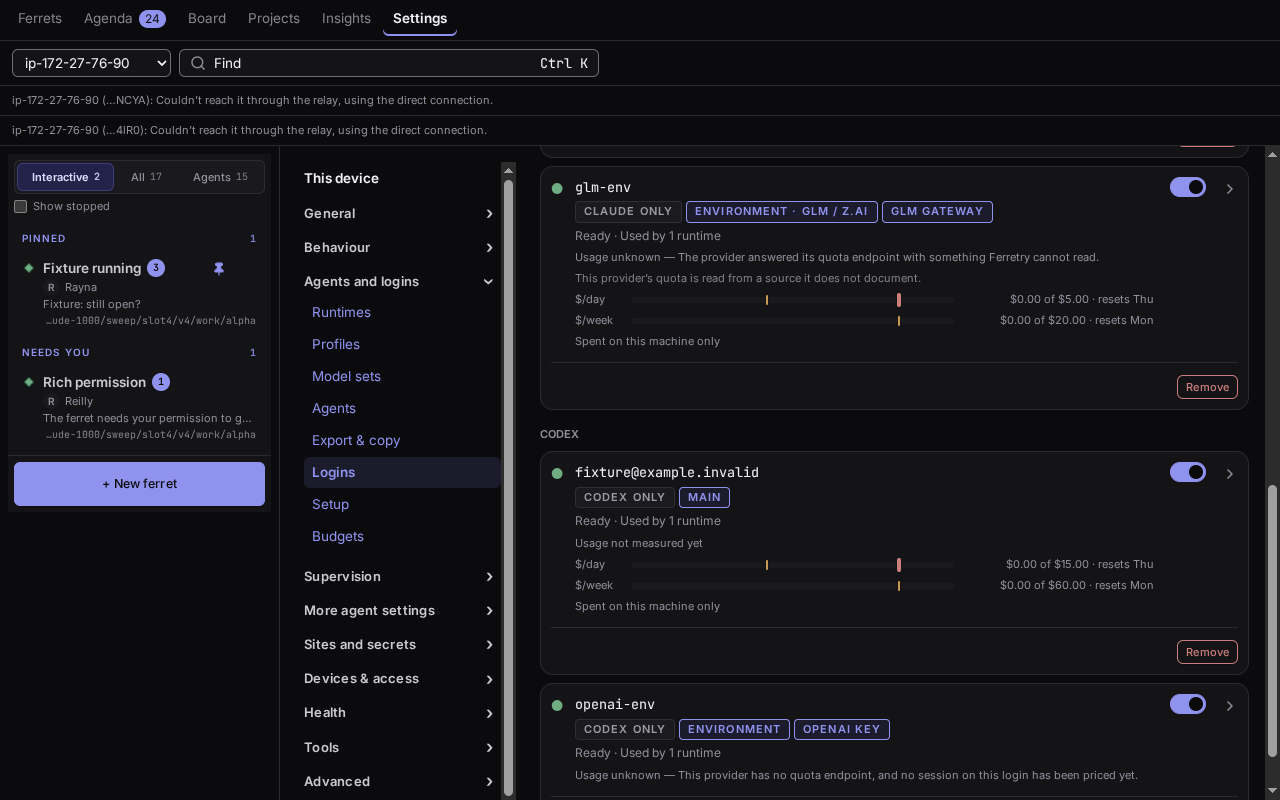 Ferrets Agenda 24 Board Projects Insights Settings
ip-172-27-76-90 Find Ctrl K
ip-172-27-76-90 (…NCYA): Couldn't reach it through the relay, using the direct connection.
ip-172-27-76-90 (…4IR0): Couldn't reach it through the relay, using the direct connection.
Interactive 2 All 17 Agents 15
Show stopped
PINNED 1
Fixture running 3
R Rayna
Fixture: still open?
…ude-1000/sweep/slot4/v4/work/alpha
NEEDS YOU 1
Rich permission 1
R Reilly
The ferret needs your permission to g…
…ude-1000/sweep/slot4/v4/work/alpha
+ New ferret
This device
General
Behaviour
Agents and logins
Runtimes
Profiles
Model sets
Agents
Export & copy
Logins
Setup
Budgets
Supervision
More agent settings
Sites and secrets
Devices & access
Health
Tools
Advanced
glm-env
CLAUDE ONLY ENVIRONMENT · GLM / Z.AI GLM GATEWAY
Ready · Used by 1 runtime
Usage unknown — The provider answered its quota endpoint with something Ferretry cannot read.
This provider's quota is read from a source it does not document.
$/day $0.00 of $5.00 · resets Thu
$/week $0.00 of $20.00 · resets Mon
Spent on this machine only
Remove
CODEX
fixture@example.invalid
CODEX ONLY MAIN
Ready · Used by 1 runtime
Usage not measured yet
$/day $0.00 of $15.00 · resets Thu
$/week $0.00 of $60.00 · resets Mon
Spent on this machine only
Remove
openai-env
CODEX ONLY ENVIRONMENT OPENAI KEY
Ready · Used by 1 runtime
Usage unknown — This provider has no quota endpoint, and no session on this login has been priced yet.